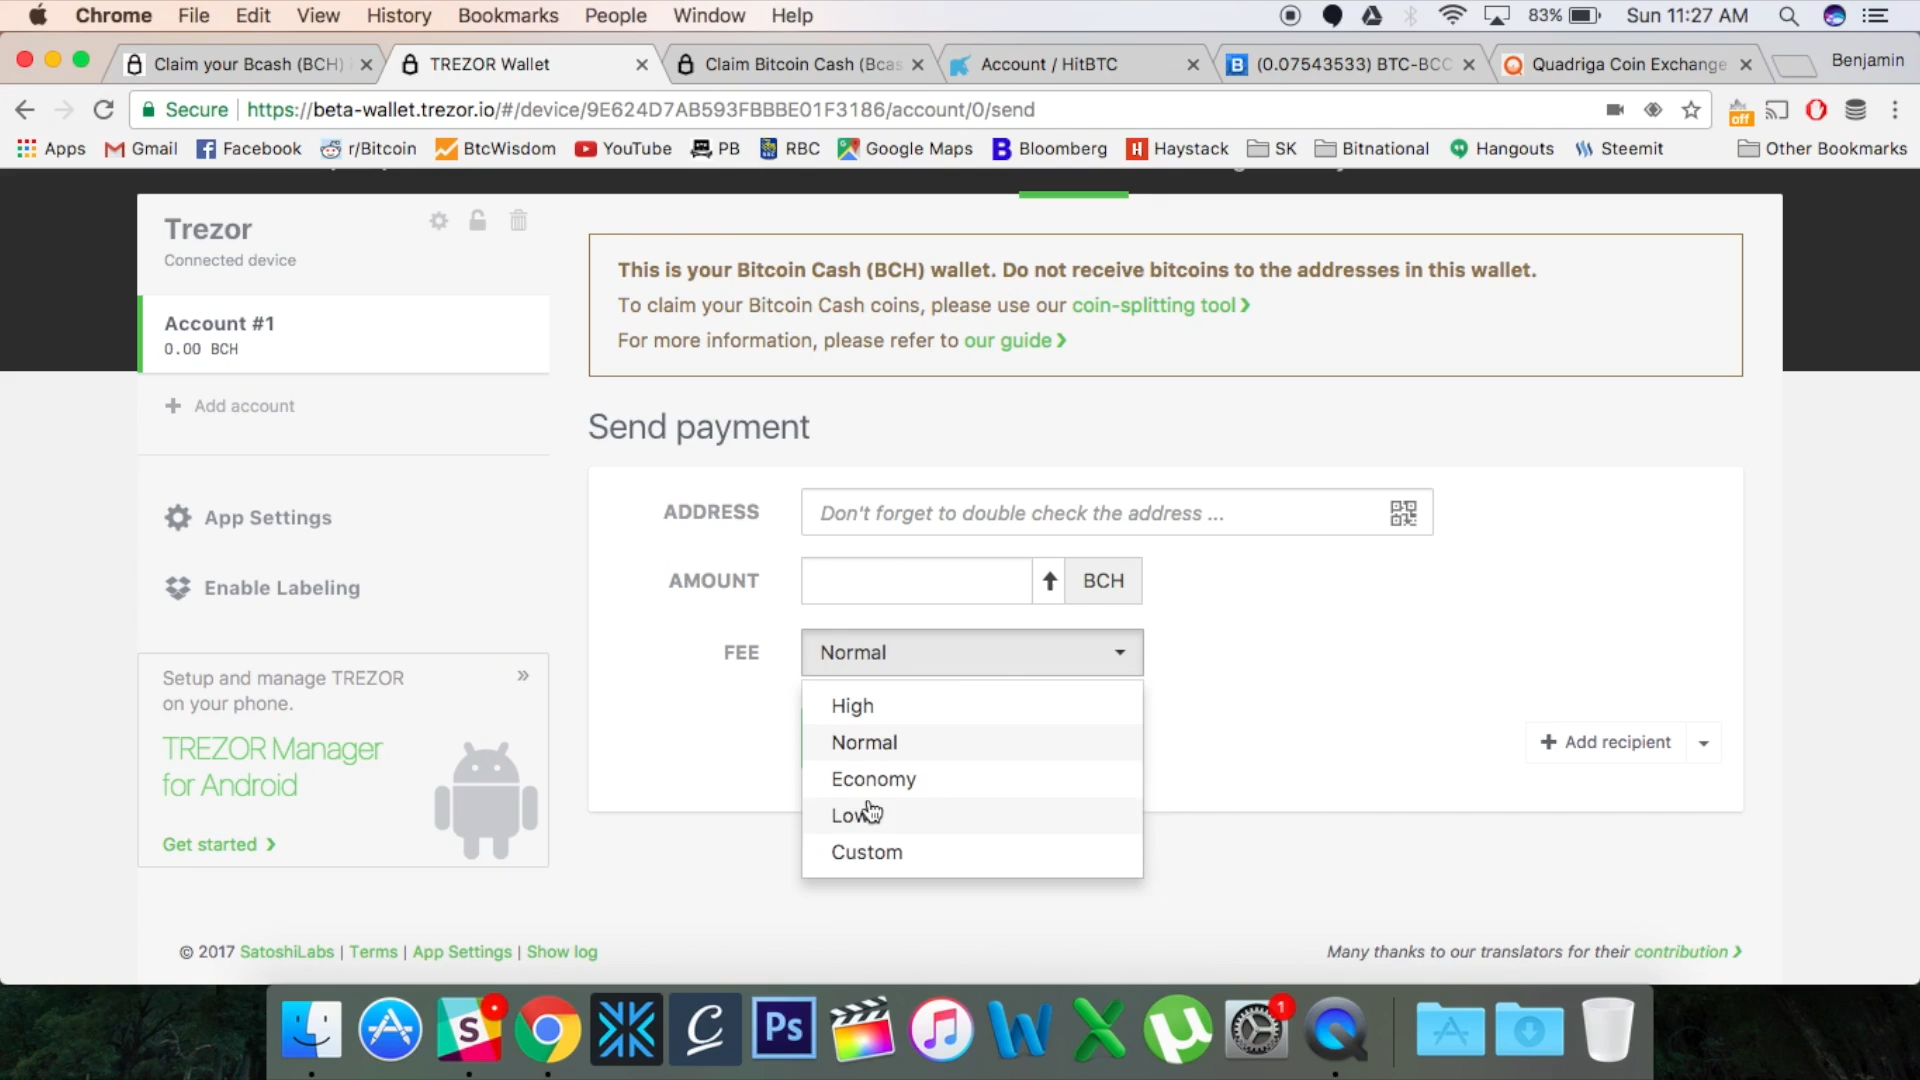 Chrome File Edit View History Bookmarks People Window Help 83% Sun 11:27 AM
Claim your Bcash (BCH) TREZOR Wallet Claim Bitcoin Cash (Bcas Account / HitBTC (0.07543533) BTC-BCC Quadriga Coin Exchange Benjamin
Secure https://beta-wallet.trezor.io/#/device/9E624D7AB593FBBBE01F3186/account/0/send off
Apps Gmail Facebook r/Bitcoin BtcWisdom YouTube PB RBC Google Maps Bloomberg Haystack SK Bitnational Hangouts Steemit Other Bookmarks
Trezor
Connected device
Account #1
0.00 BCH
+ Add account
App Settings
Enable Labeling
Setup and manage TREZOR
on your phone.
TREZOR Manager
for Android
Get started
This is your Bitcoin Cash (BCH) wallet. Do not receive bitcoins to the addresses in this wallet.
To claim your Bitcoin Cash coins, please use our coin-splitting tool
For more information, please refer to our guide
Send payment
ADDRESS Don't forget to double check the address ...
AMOUNT BCH
FEE Normal
High
Normal
Economy
Low
Custom
+ Add recipient
© 2017 SatoshiLabs | Terms | App Settings | Show log
Many thanks to our translators for their contribution
Ps
1